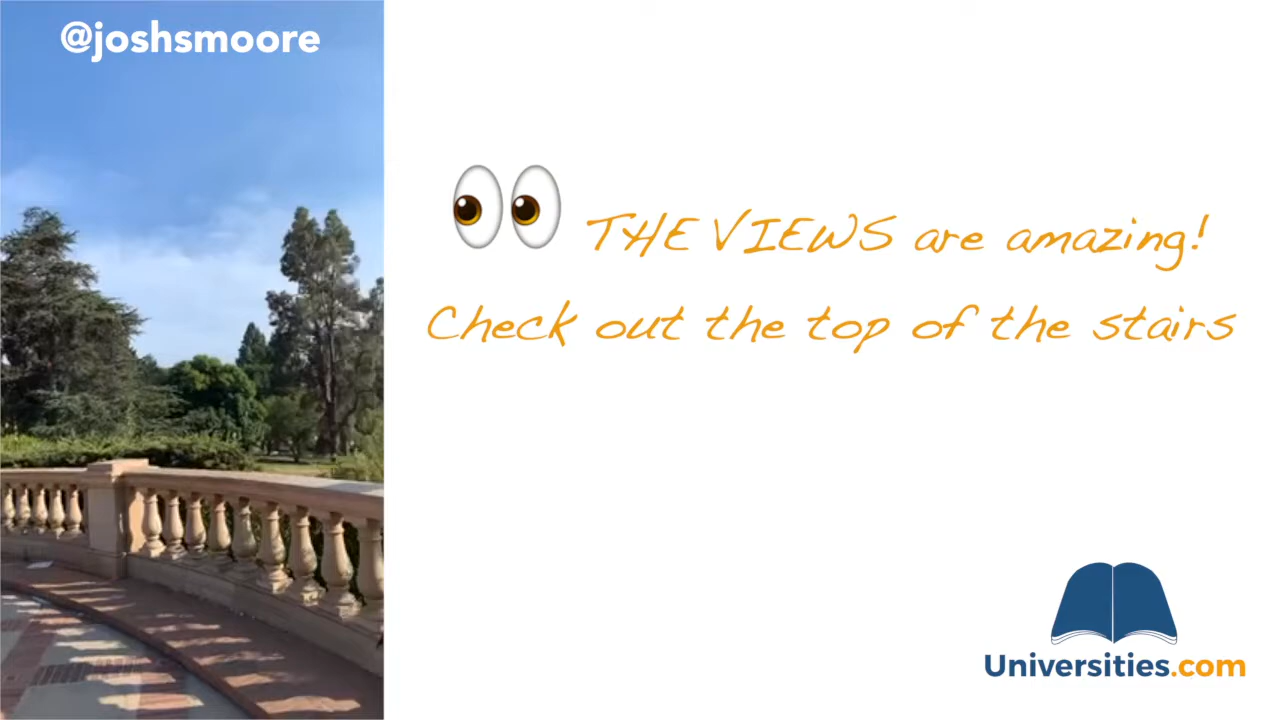 @joshsmoore
👀 THE VIEWS are amazing!
Check out the top of the stairs
Universities.com